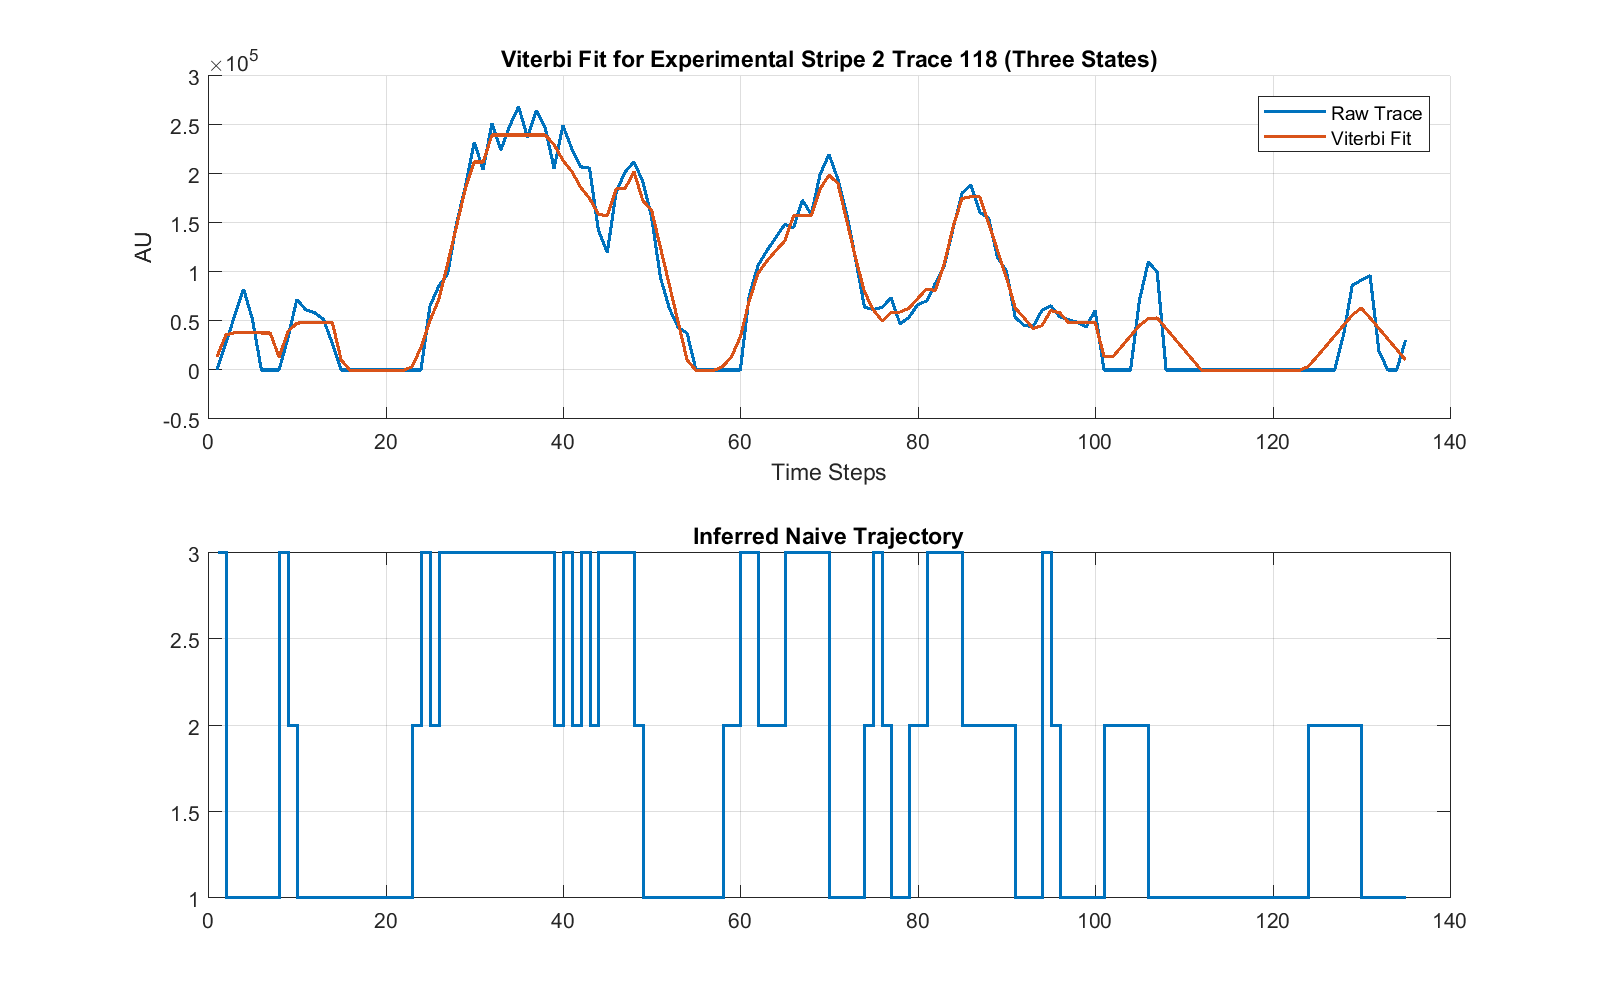 Viterbi Fit for Experimental Stripe 2 Trace 118 (Three States)
×10⁵
3
2.5
2
1.5
1
0.5
0
-0.5
AU
Raw Trace
Viterbi Fit
0 20 40 60 80 100 120 140
Time Steps
Inferred Naive Trajectory
3
2.5
2
1.5
1
0 20 40 60 80 100 120 140